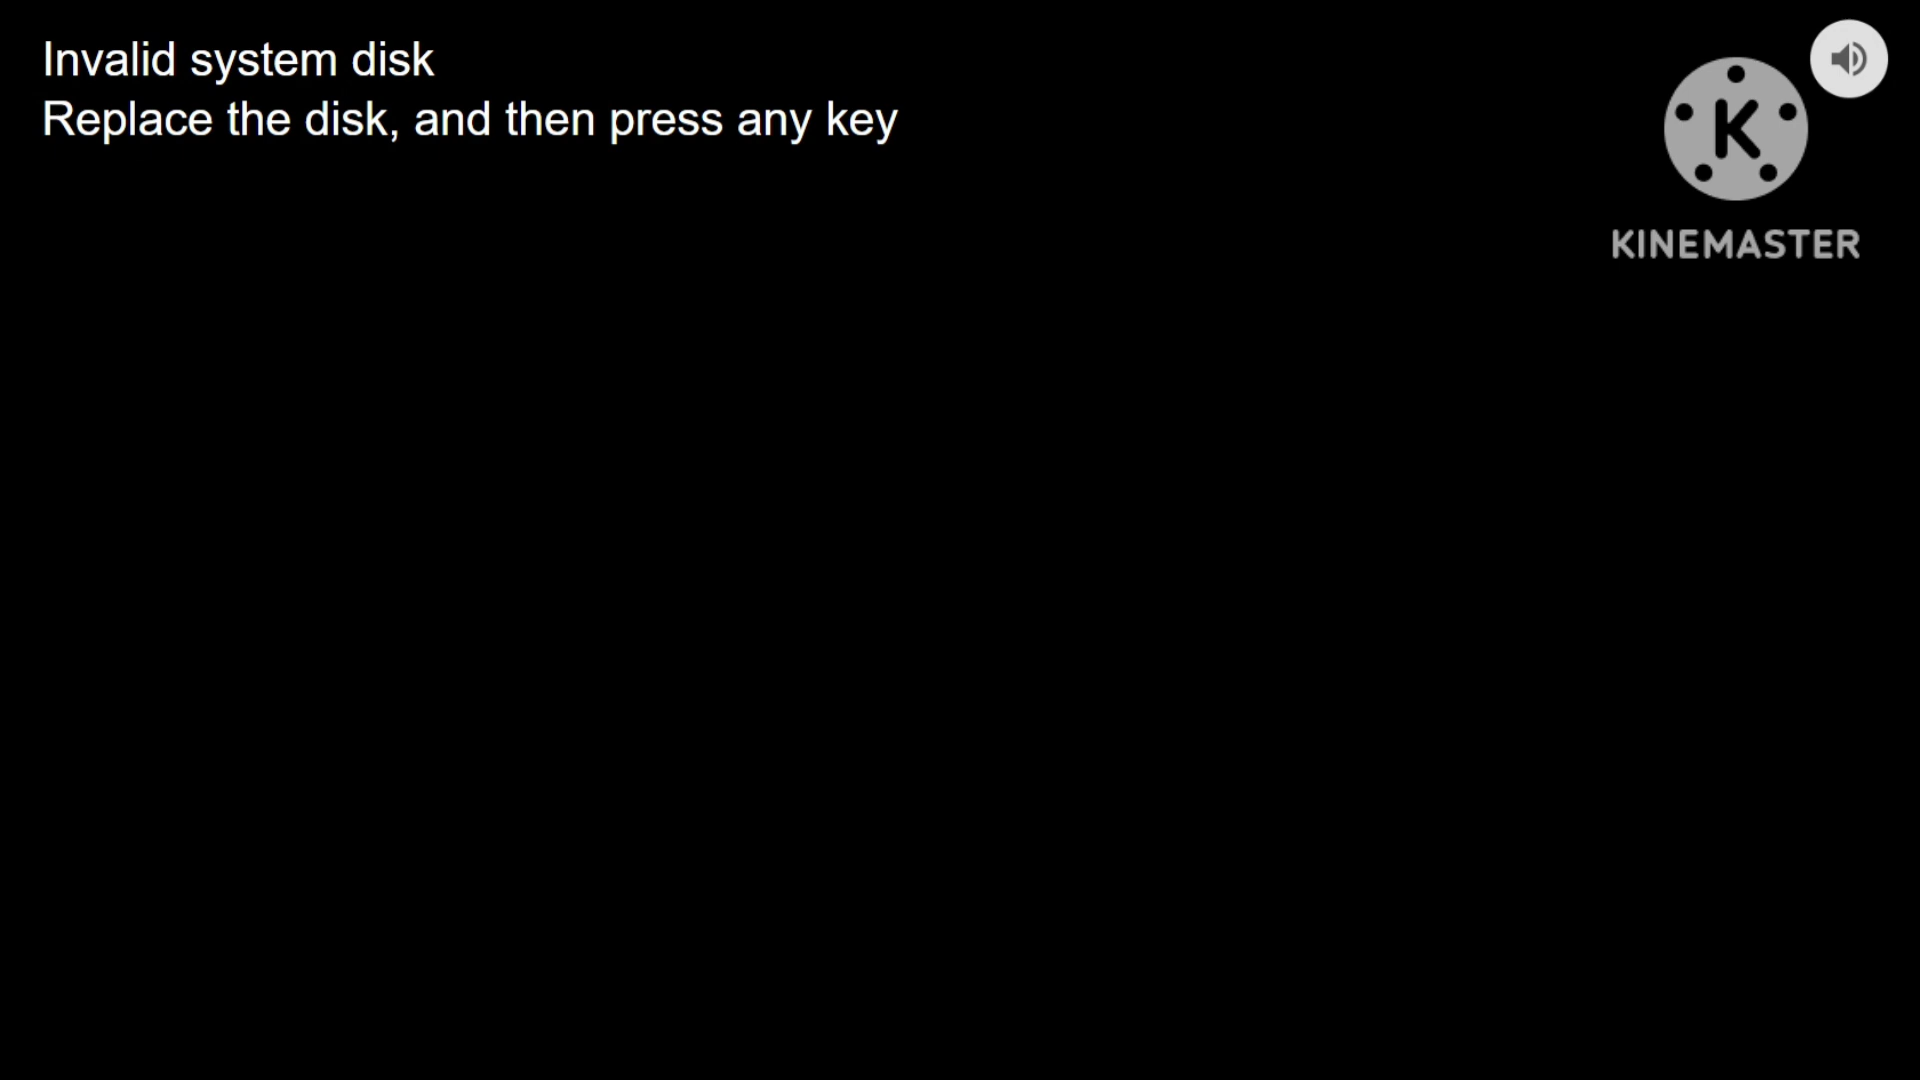 Invalid system disk
Replace the disk, and then press any key
K
KINEMASTER